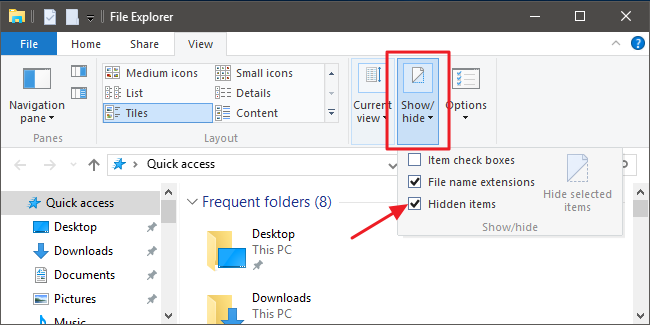 File Explorer
File
Home
Share
View
Navigation
pane
Panes
Medium icons
Small icons
List
Details
Tiles
Content
Layout
Current
view
Show/
hide
Options
Quick access
Item check boxes
File name extensions
Hidden items
Hide selected
items
Show/hide
Quick access
Desktop
Downloads
Documents
Pictures
Music
Frequent folders (8)
Desktop
This PC
Downloads
This PC